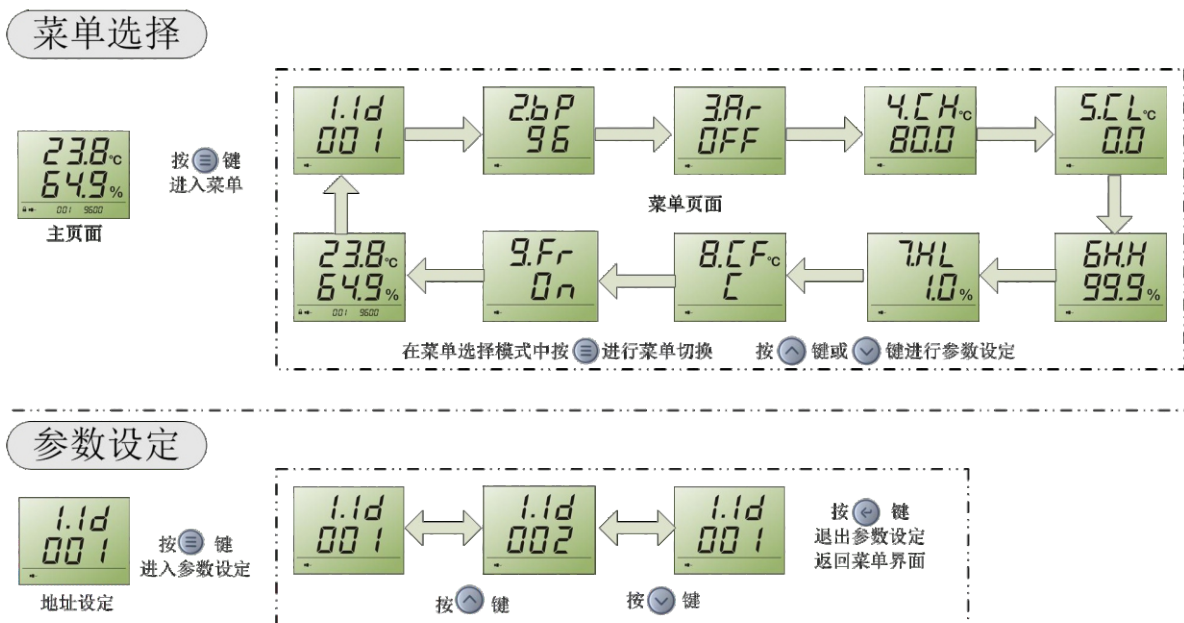 菜单选择
23.8℃
64.9%
001 9600
主页面
按 键
进入菜单
1.Id
001
2.bP
96
3.Ar
OFF
4.CH℃
80.0
5.CL℃
0.0
菜单页面
23.8℃
64.9%
001 9600
9.Fr
On
8.CF℃
C
7.HL
1.0%
6.H.H
99.9%
在菜单选择模式中按 进行菜单切换 按 键或 键进行参数设定
参数设定
1.Id
001
地址设定
按 键
进入参数设定
1.Id
001
1.Id
002
1.Id
001
按 键
按 键
按 键
退出参数设定
返回菜单界面